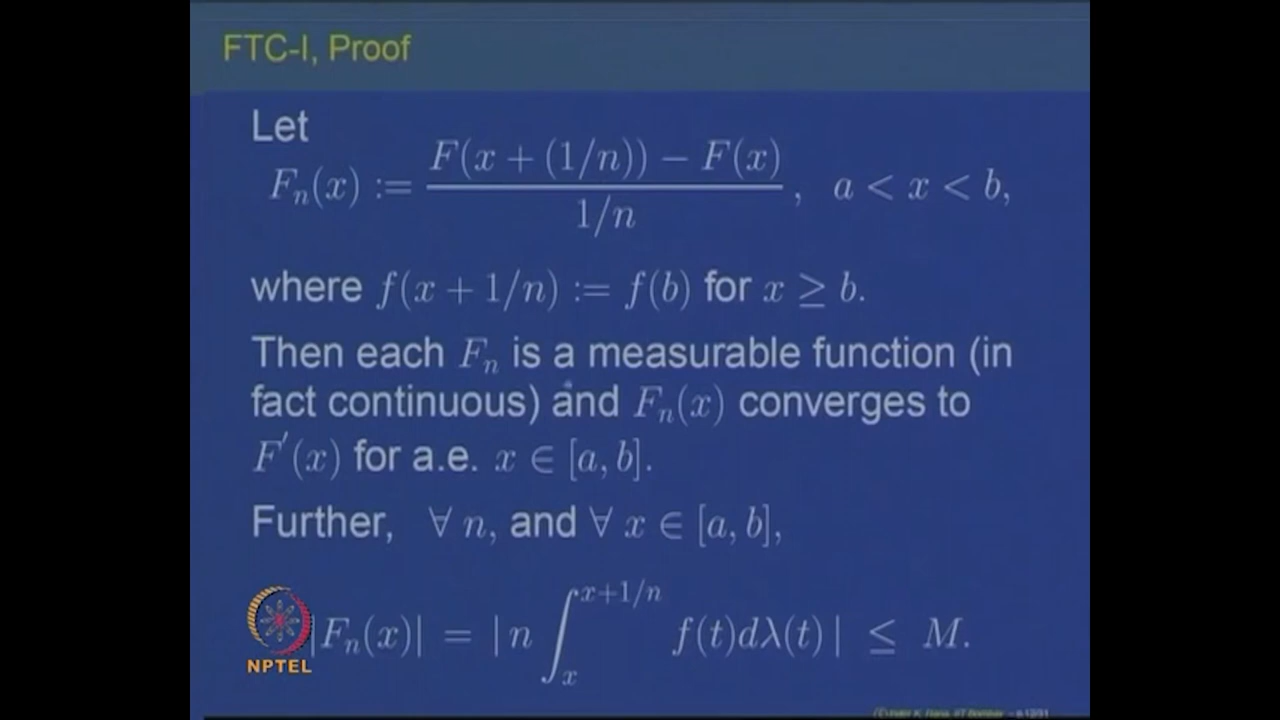 FTC-I, Proof
Let
F_n(x) := \frac{F(x + (1/n)) − F(x)}{1/n}, a < x < b,
where f(x + 1/n) := f(b) for x ≥ b.
Then each F_n is a measurable function (in
fact continuous) and F_n(x) converges to
F′(x) for a.e. x ∈ [a, b].
Further, ∀ n, and ∀ x ∈ [a, b],
|F_n(x)| = |n ∫_x^{x+1/n} f(t)dλ(t)| ≤ M.
NPTEL